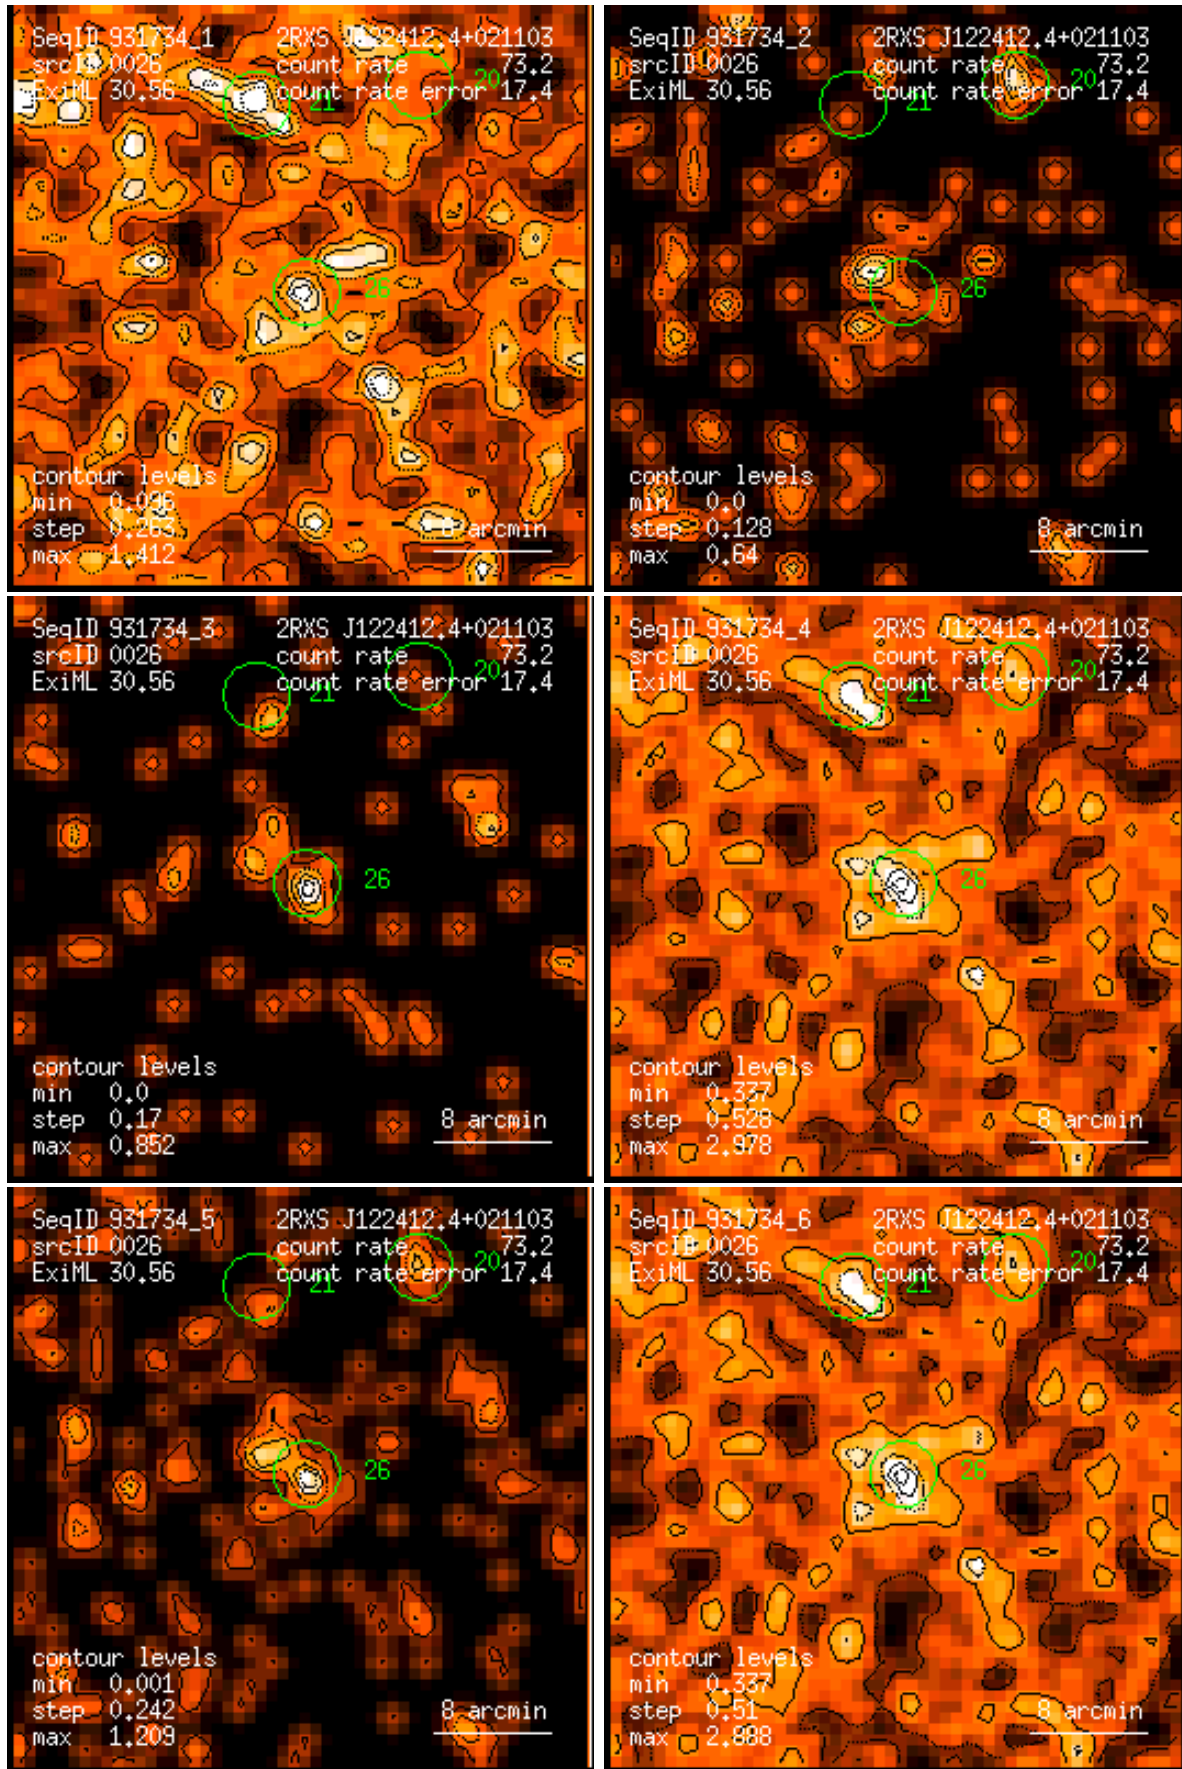 SeqID 931734_1 2RXS J122412.4+021103
srcID 0026 count rate 73.2
ExiML 30.56 count rate error 17.4
20
21
26
contour levels
min 0.096
step 0.263
max 1.412
8 arcmin
SeqID 931734_2 2RXS J122412.4+021103
srcID 0026 count rate 73.2
ExiML 30.56 count rate error 17.4
20
21
26
contour levels
min 0.0
step 0.128
max 0.64
8 arcmin
SeqID 931734_3 2RXS J122412.4+021103
srcID 0026 count rate 73.2
ExiML 30.56 count rate error 17.4
20
21
26
contour levels
min 0.0
step 0.17
max 0.852
8 arcmin
SeqID 931734_4 2RXS J122412.4+021103
srcID 0026 count rate 73.2
ExiML 30.56 count rate error 17.4
20
21
26
contour levels
min 0.337
step 0.528
max 2.978
8 arcmin
SeqID 931734_5 2RXS J122412.4+021103
srcID 0026 count rate 73.2
ExiML 30.56 count rate error 17.4
20
21
26
contour levels
min 0.001
step 0.242
max 1.209
8 arcmin
SeqID 931734_6 2RXS J122412.4+021103
srcID 0026 count rate 73.2
ExiML 30.56 count rate error 17.4
20
21
26
contour levels
min 0.337
step 0.51
max 2.888
8 arcmin